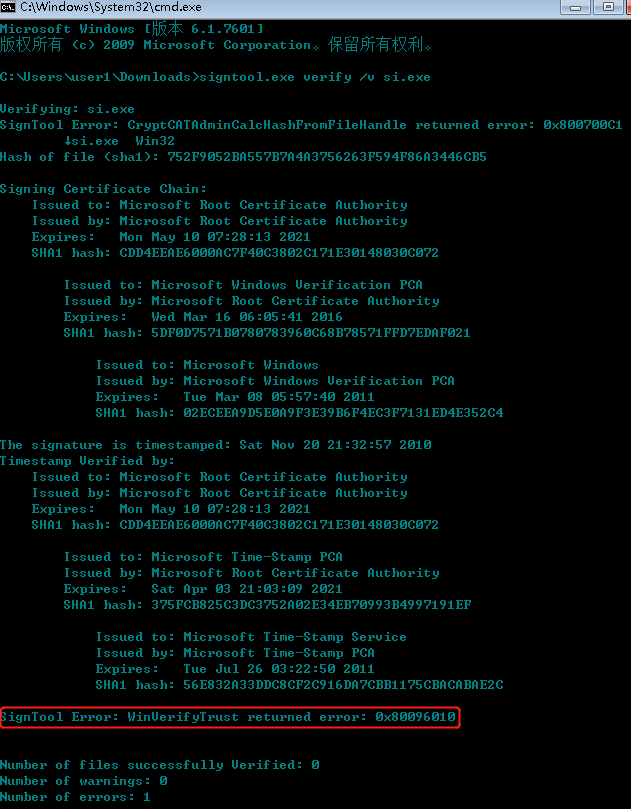 C:\Windows\System32\cmd.exe
Microsoft Windows [版本 6.1.7601]
版权所有 (c) 2009 Microsoft Corporation。保留所有权利。
C:\Users\user1\Downloads>signtool.exe verify /v si.exe
Verifying: si.exe
SignTool Error: CryptCATAdminCalcHashFromFileHandle returned error: 0x800700C1
↓si.exe  Win32
Hash of file (sha1): 752F9052BA557B7A4A3756263F594F86A3446CB5
Signing Certificate Chain:
Issued to: Microsoft Root Certificate Authority
Issued by: Microsoft Root Certificate Authority
Expires:   Mon May 10 07:28:13 2021
SHA1 hash: CDD4EEAE6000AC7F40C3802C171E30148030C072
Issued to: Microsoft Windows Verification PCA
Issued by: Microsoft Root Certificate Authority
Expires:   Wed Mar 16 06:05:41 2016
SHA1 hash: 5DF0D7571B0780783960C68B78571FFD7EDAF021
Issued to: Microsoft Windows
Issued by: Microsoft Windows Verification PCA
Expires:   Tue Mar 08 05:57:40 2011
SHA1 hash: 02ECEEA9D5E0A9F3E39B6F4EC3F7131ED4E352C4
The signature is timestamped: Sat Nov 20 21:32:57 2010
Timestamp Verified by:
Issued to: Microsoft Root Certificate Authority
Issued by: Microsoft Root Certificate Authority
Expires:   Mon May 10 07:28:13 2021
SHA1 hash: CDD4EEAE6000AC7F40C3802C171E30148030C072
Issued to: Microsoft Time-Stamp PCA
Issued by: Microsoft Root Certificate Authority
Expires:   Sat Apr 03 21:03:09 2021
SHA1 hash: 375FCB825C3DC3752A02E34EB70993B4997191EF
Issued to: Microsoft Time-Stamp Service
Issued by: Microsoft Time-Stamp PCA
Expires:   Tue Jul 26 03:22:50 2011
SHA1 hash: 56E832A33DDC8CF2C916DA7CBB1175CBACABAE2C
SignTool Error: WinVerifyTrust returned error: 0x80096010
Number of files successfully Verified: 0
Number of warnings: 0
Number of errors: 1